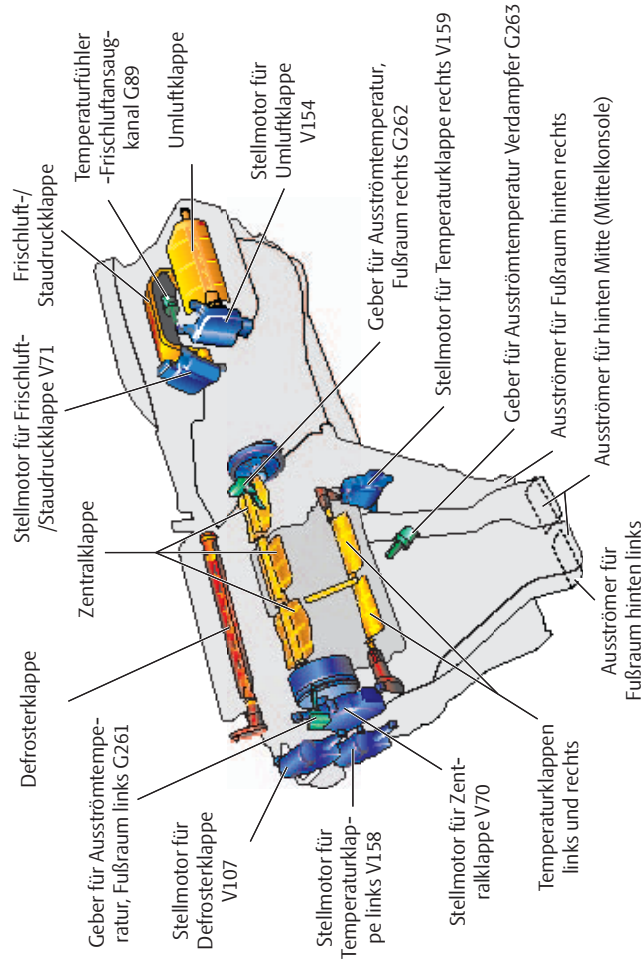 Defrosterklappe
Zentralklappe
Stellmotor für Frischluft-
/Staudruckklappe V71
Frischluft-/
Staudruckklappe
Temperaturfühler
-Frischluftansaug-
kanal G89
Umluftklappe
Stellmotor für
Umluftklappe
V154
Geber für Ausströmtemperatur,
Fußraum rechts G262
Stellmotor für Temperaturklappe rechts V159
Geber für Ausströmtemperatur Verdampfer G263
Ausströmer für Fußraum hinten rechts
Ausströmer für hinten Mitte (Mittelkonsole)
Ausströmer für
Fußraum hinten links
Temperaturklappen
links und rechts
Stellmotor für Zent-
ralklappe V70
Stellmotor für
Temperaturklap-
pe links V158
Stellmotor für
Defrosterklappe
V107
Geber für Ausströmtempe-
ratur, Fußraum links G261